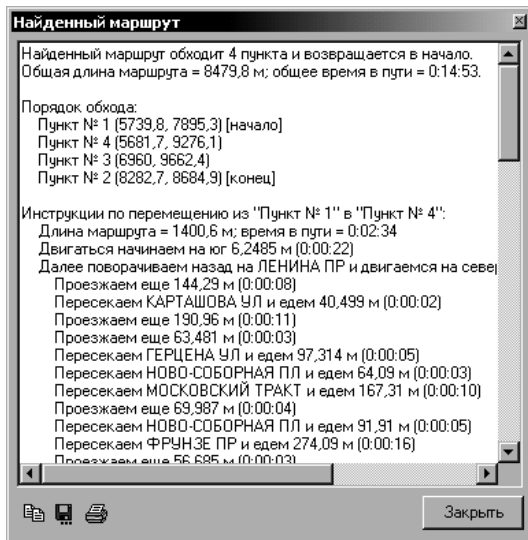 Найденный маршрут
Найденный маршрут обходит 4 пункта и возвращается в начало.
Общая длина маршрута = 8479,8 м; общее время в пути = 0:14:53.
Порядок обхода:
Пункт № 1 (5739,8, 7895,3) [начало]
Пункт № 4 (5681,7, 9276,1)
Пункт № 3 (6960, 9662,4)
Пункт № 2 (8282,7, 8684,9) [конец]
Инструкции по перемещению из "Пункт № 1" в "Пункт № 4":
Длина маршрута = 1400,6 м; время в пути = 0:02:34
Двигаться начинаем на юг 6,2485 м (0:00:22)
Далее поворачиваем назад на ЛЕНИНА ПР и двигаемся на севе
Проезжаем еще 144,29 м (0:00:08)
Пересекаем КАРТАШОВА УЛ и едем 40,499 м (0:00:02)
Проезжаем еще 190,96 м (0:00:11)
Проезжаем еще 63,481 м (0:00:03)
Пересекаем ГЕРЦЕНА УЛ и едем 97,314 м (0:00:05)
Пересекаем НОВО-СОБОРНАЯ ПЛ и едем 64,09 м (0:00:03)
Пересекаем МОСКОВСКИЙ ТРАКТ и едем 167,31 м (0:00:10)
Проезжаем еще 69,987 м (0:00:04)
Пересекаем НОВО-СОБОРНАЯ ПЛ и едем 91,91 м (0:00:05)
Пересекаем ФРУНЗЕ ПР и едем 274,09 м (0:00:16)
Проезжаем еще 56,685 м (0:00:03)
Закрыть